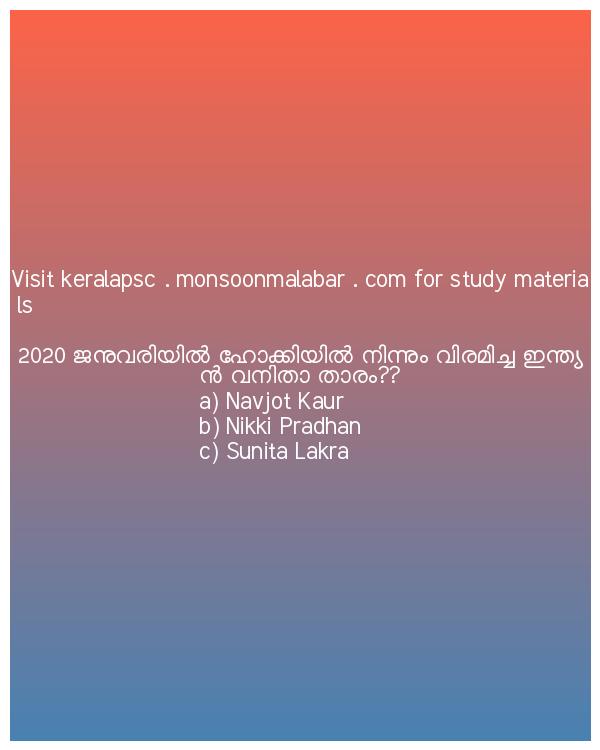 Visit keralapsc . monsoonmalabar . com for study materia
ls
2020 ജനുവരിയിൽ ഹോക്കിയിൽ നിന്നും വിരമിച്ച ഇന്ത്യ
ൻ വനിതാ താരം??
a) Navjot Kaur
b) Nikki Pradhan
c) Sunita Lakra